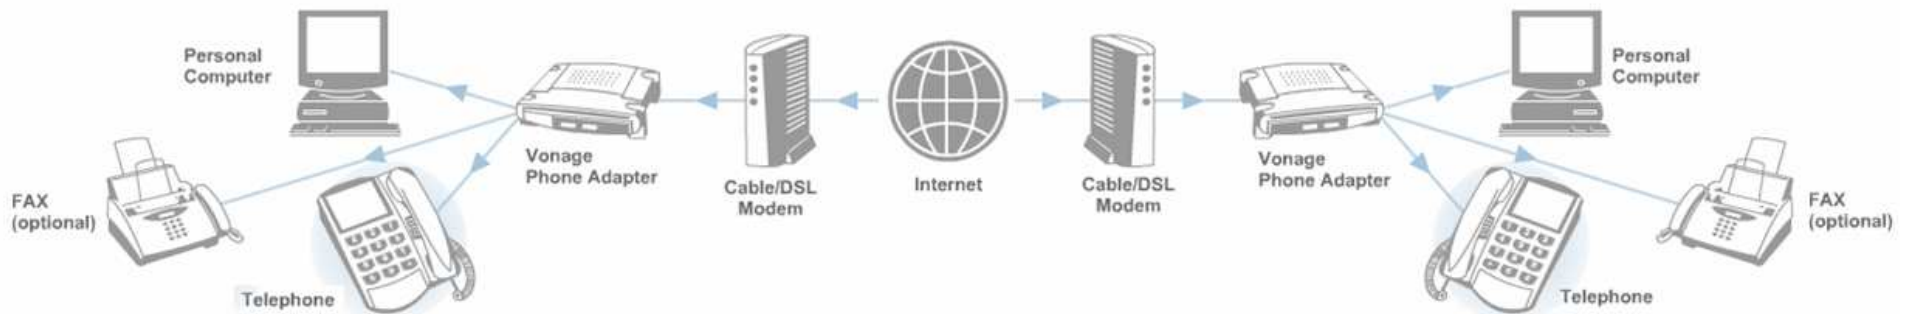 Personal
Computer
FAX
(optional)
Telephone
Vonage
Phone Adapter
Cable/DSL
Modem
Internet
Cable/DSL
Modem
Vonage
Phone Adapter
Personal
Computer
Telephone
FAX
(optional)